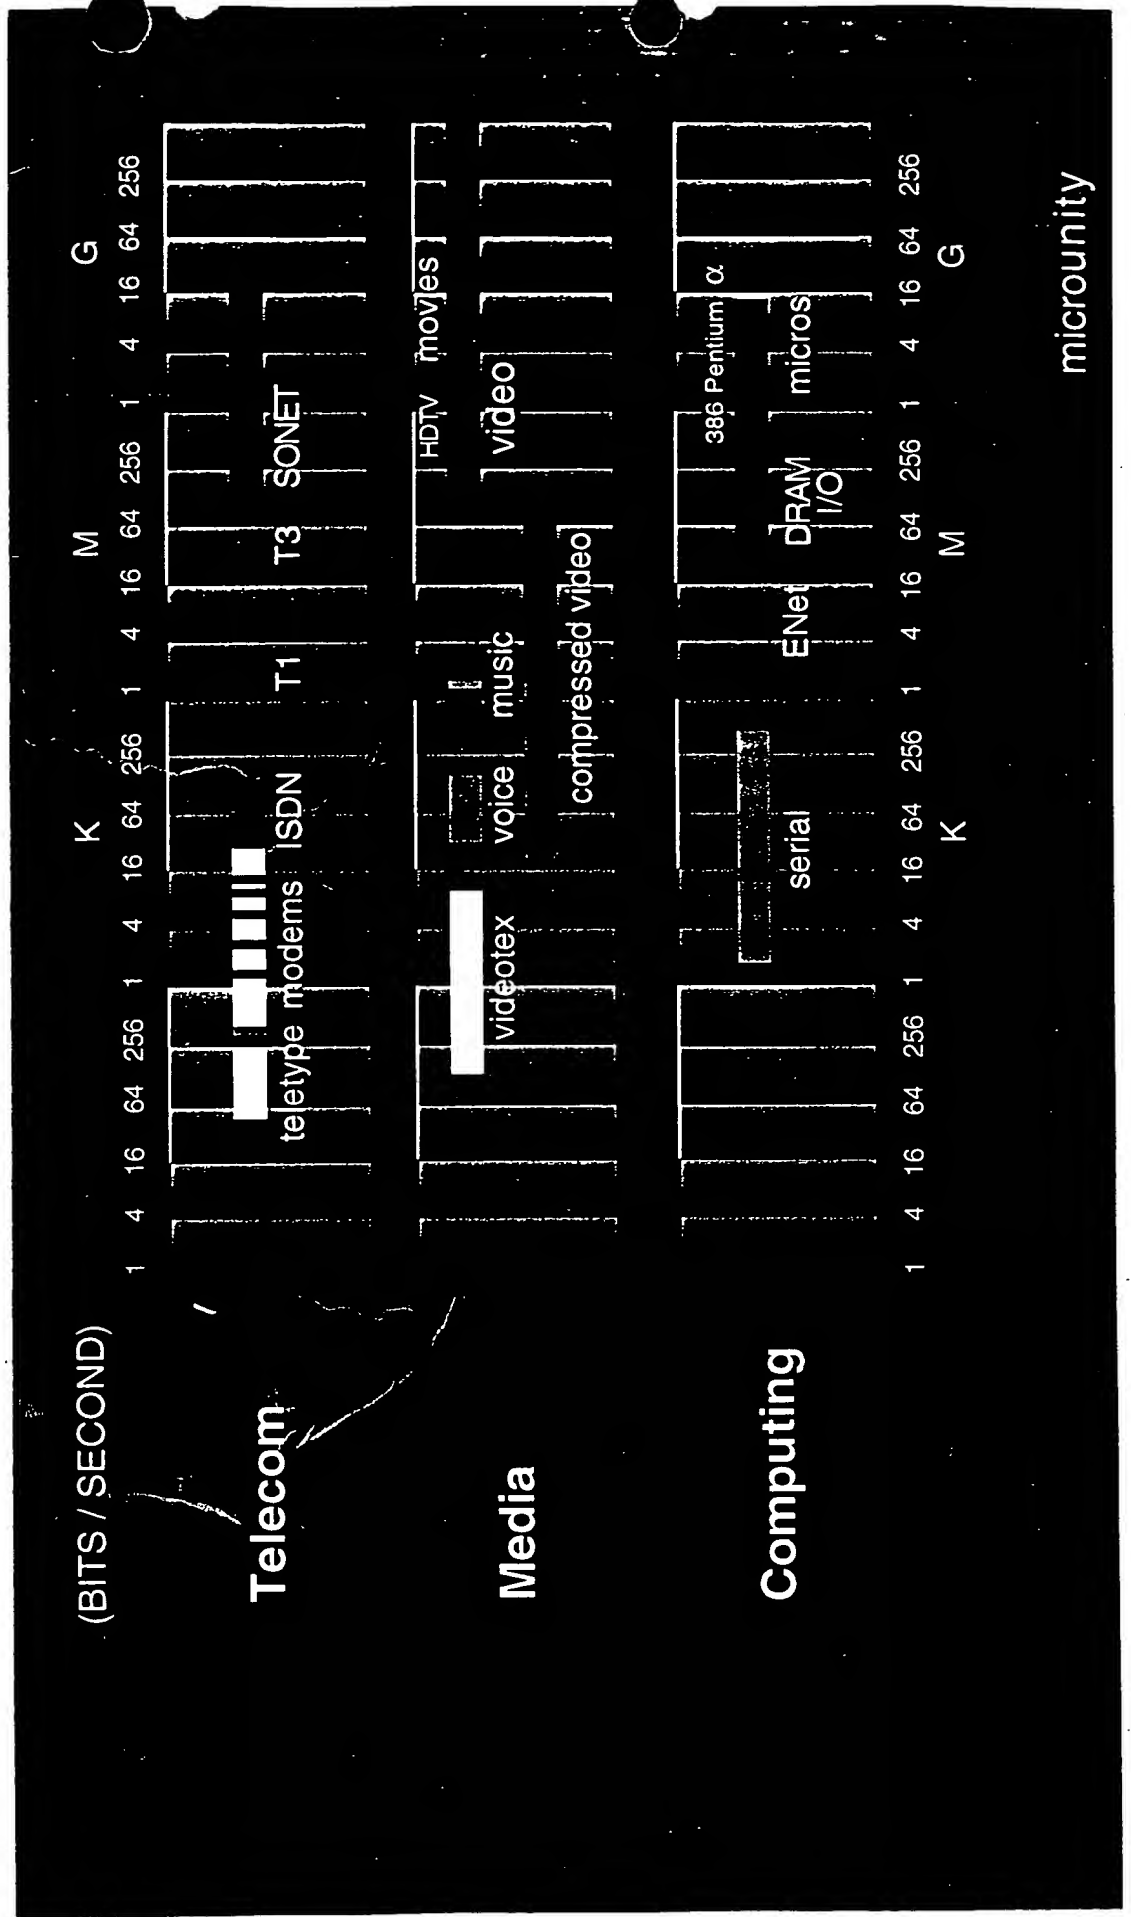 (BITS / SECOND)
K M G
1 4 16 64 256 1 4 16 64 256 1 4 16 64 256 1 4 16 64 256
Telecom
teletype modems ISDN T1 T3 SONET
HDTV movies
Media
videotex voice music video
compressed video
386 Pentium α
Computing
serial ENet DRAM micros
I/O
1 4 16 64 256 1 4 16 64 256 1 4 16 64 256 1 4 16 64 256
K M G
microunity